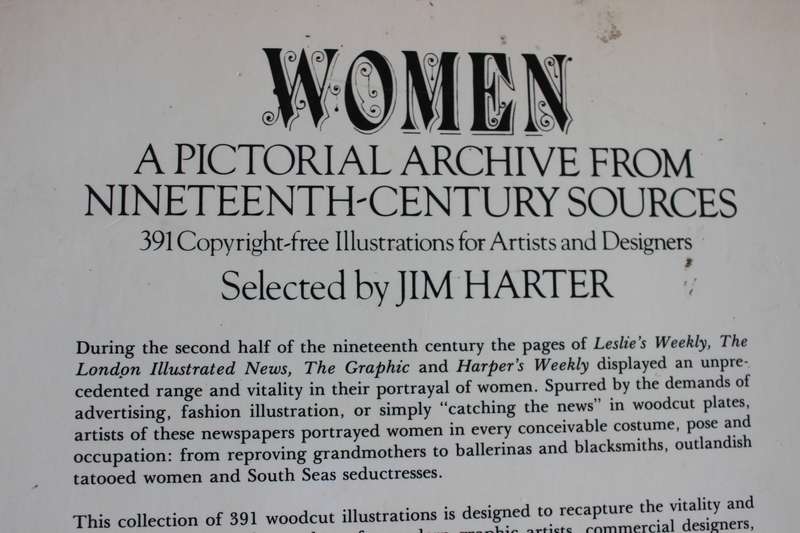 WOMEN
A PICTORIAL ARCHIVE FROM
NINETEENTH-CENTURY SOURCES
391 Copyright-free Illustrations for Artists and Designers
Selected by JIM HARTER
During the second half of the nineteenth century the pages of Leslie's Weekly, The
London Illustrated News, The Graphic and Harper's Weekly displayed an unpre-
cedented range and vitality in their portrayal of women. Spurred by the demands of
advertising, fashion illustration, or simply "catching the news" in woodcut plates,
artists of these newspapers portrayed women in every conceivable costume, pose and
occupation: from reproving grandmothers to ballerinas and blacksmiths, outlandish
tatooed women and South Seas seductresses.
This collection of 391 woodcut illustrations is designed to recapture the vitality and
graphic artists, commercial designers,